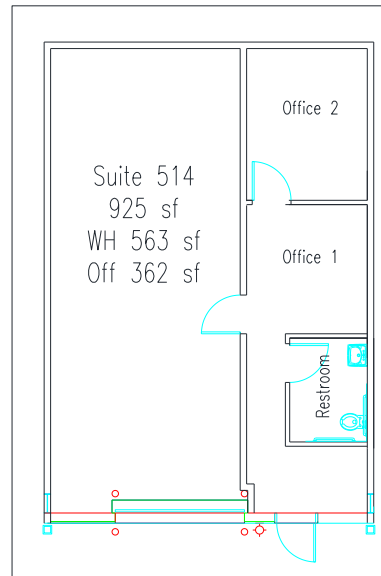 Office 2
Suite 514
925 sf
WH 563 sf
Off 362 sf
Office 1
Restroom